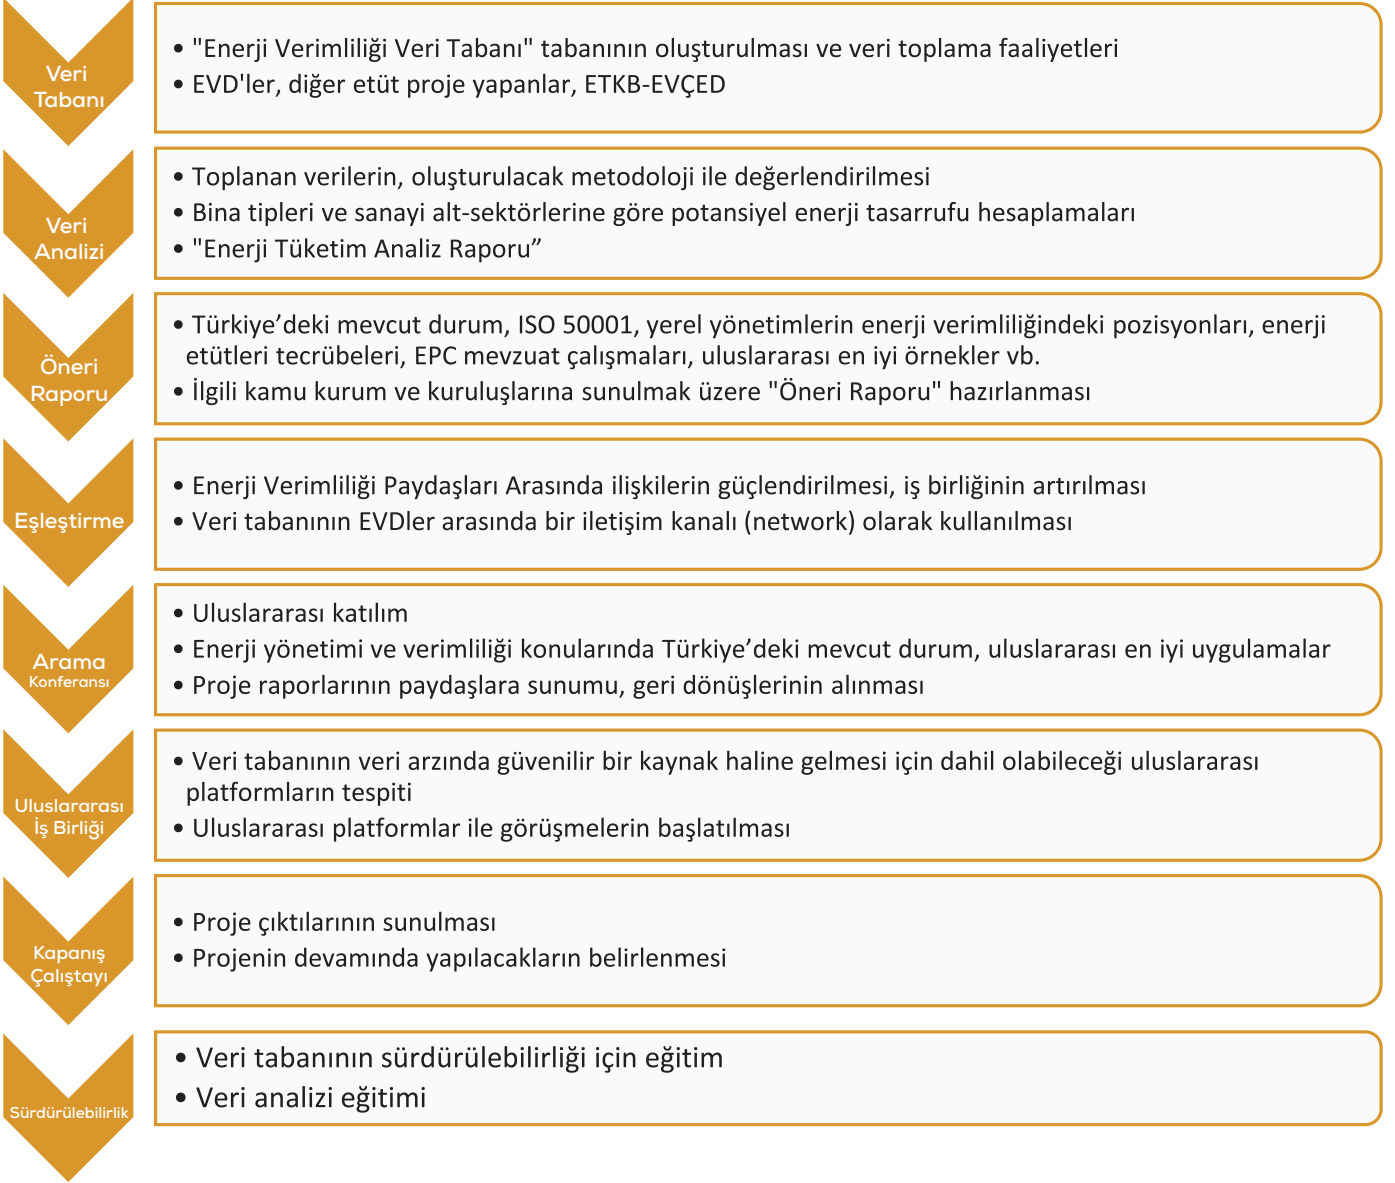 Veri
Tabanı
• "Enerji Verimliliği Veri Tabanı" tabanının oluşturulması ve veri toplama faaliyetleri
• EVD'ler, diğer etüt proje yapanlar, ETKB-EVÇED
Veri
Analizi
• Toplanan verilerin, oluşturulacak metodoloji ile değerlendirilmesi
• Bina tipleri ve sanayi alt-sektörlerine göre potansiyel enerji tasarrufu hesaplamaları
• "Enerji Tüketim Analiz Raporu”
Öneri
Raporu
• Türkiye’deki mevcut durum, ISO 50001, yerel yönetimlerin enerji verimliliğindeki pozisyonları, enerji
etütleri tecrübeleri, EPC mevzuat çalışmaları, uluslararası en iyi örnekler vb.
• İlgili kamu kurum ve kuruluşlarına sunulmak üzere "Öneri Raporu" hazırlanması
Eşleştirme
• Enerji Verimliliği Paydaşları Arasında ilişkilerin güçlendirilmesi, iş birliğinin artırılması
• Veri tabanının EVDler arasında bir iletişim kanalı (network) olarak kullanılması
Arama
Konferansı
• Uluslararası katılım
• Enerji yönetimi ve verimliliği konularında Türkiye’deki mevcut durum, uluslararası en iyi uygulamalar
• Proje raporlarının paydaşlara sunumu, geri dönüşlerinin alınması
Uluslararası
İş Birliği
• Veri tabanının veri arzında güvenilir bir kaynak haline gelmesi için dahil olabileceği uluslararası
platformların tespiti
• Uluslararası platformlar ile görüşmelerin başlatılması
Kapanış
Çalıştayı
• Proje çıktılarının sunulması
• Projenin devamında yapılacakların belirlenmesi
Sürdürülebilirlik
• Veri tabanının sürdürülebilirliği için eğitim
• Veri analizi eğitimi